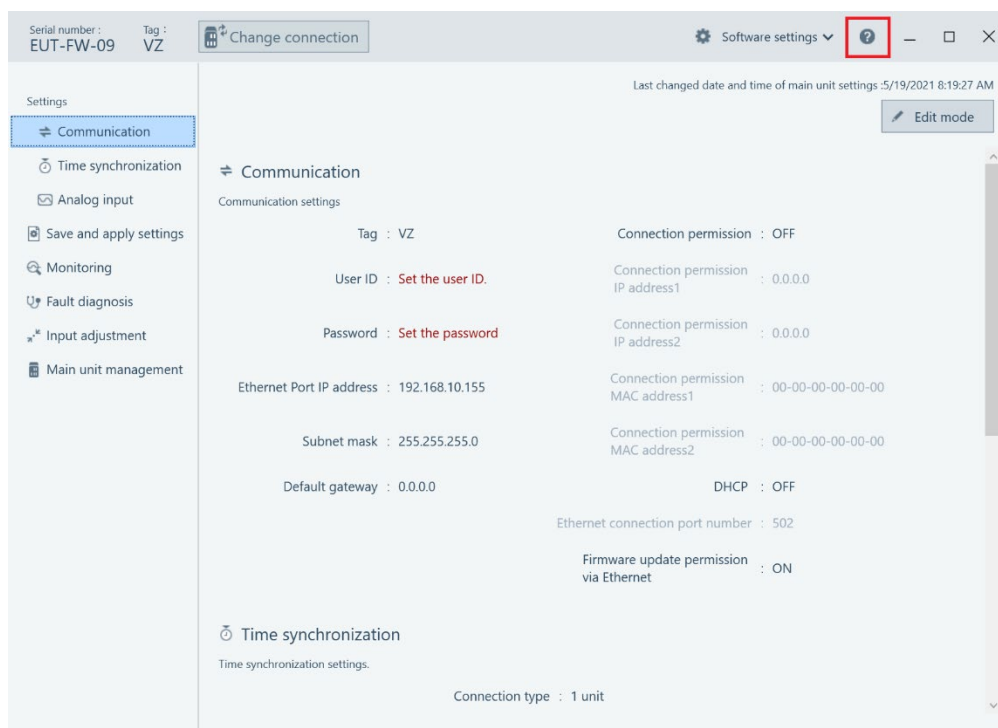 Serial number :
Tag :
EUT-FW-09
VZ
Change connection
Software settings
?
Last changed date and time of main unit settings :5/19/2021 8:19:27 AM
Edit mode
Settings
Communication
Time synchronization
Analog input
Save and apply settings
Monitoring
Fault diagnosis
Input adjustment
Main unit management
Communication
Communication settings
Tag : VZ
User ID : Set the user ID.
Password : Set the password
Ethernet Port IP address : 192.168.10.155
Subnet mask : 255.255.255.0
Default gateway : 0.0.0.0
Connection permission : OFF
Connection permission
IP address1 : 0.0.0.0
Connection permission
IP address2 : 0.0.0.0
Connection permission
MAC address1 : 00-00-00-00-00-00
Connection permission
MAC address2 : 00-00-00-00-00-00
DHCP : OFF
Ethernet connection port number : 502
Firmware update permission
via Ethernet : ON
Time synchronization
Time synchronization settings.
Connection type : 1 unit